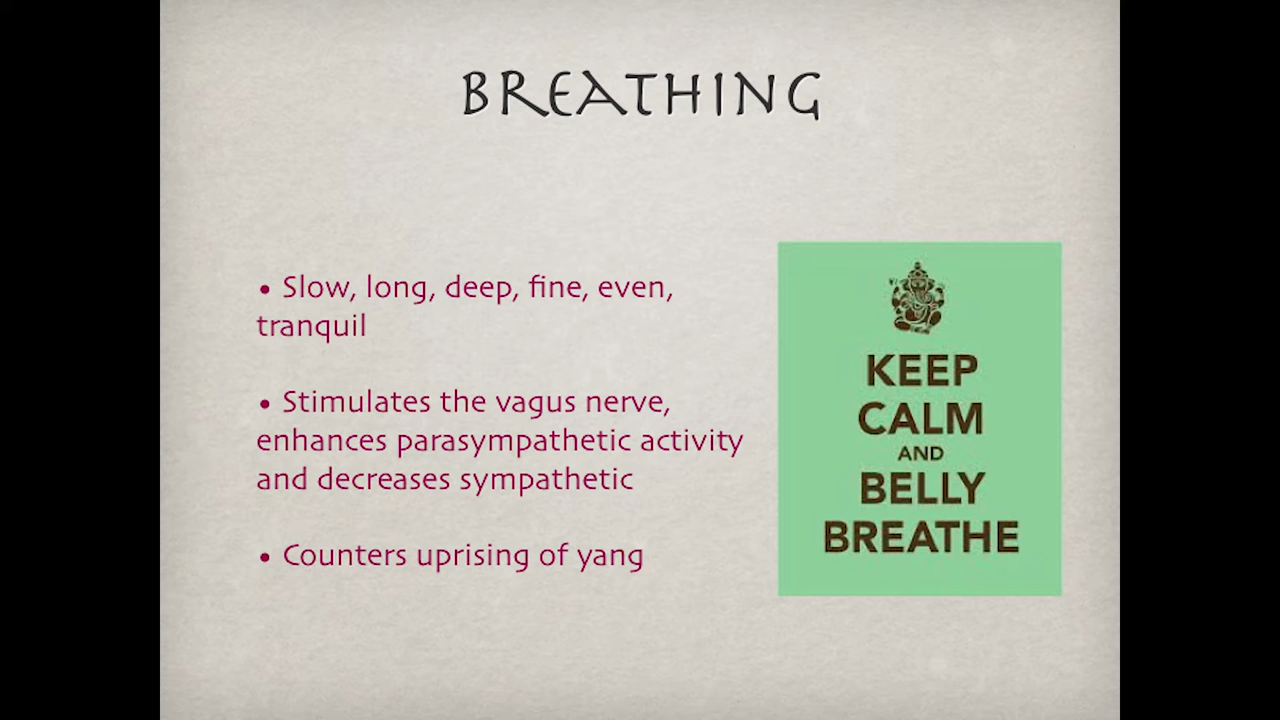 BREATHING
• Slow, long, deep, fine, even,
tranquil
• Stimulates the vagus nerve,
enhances parasympathetic activity
and decreases sympathetic
• Counters uprising of yang
KEEP
CALM
AND
BELLY
BREATHE